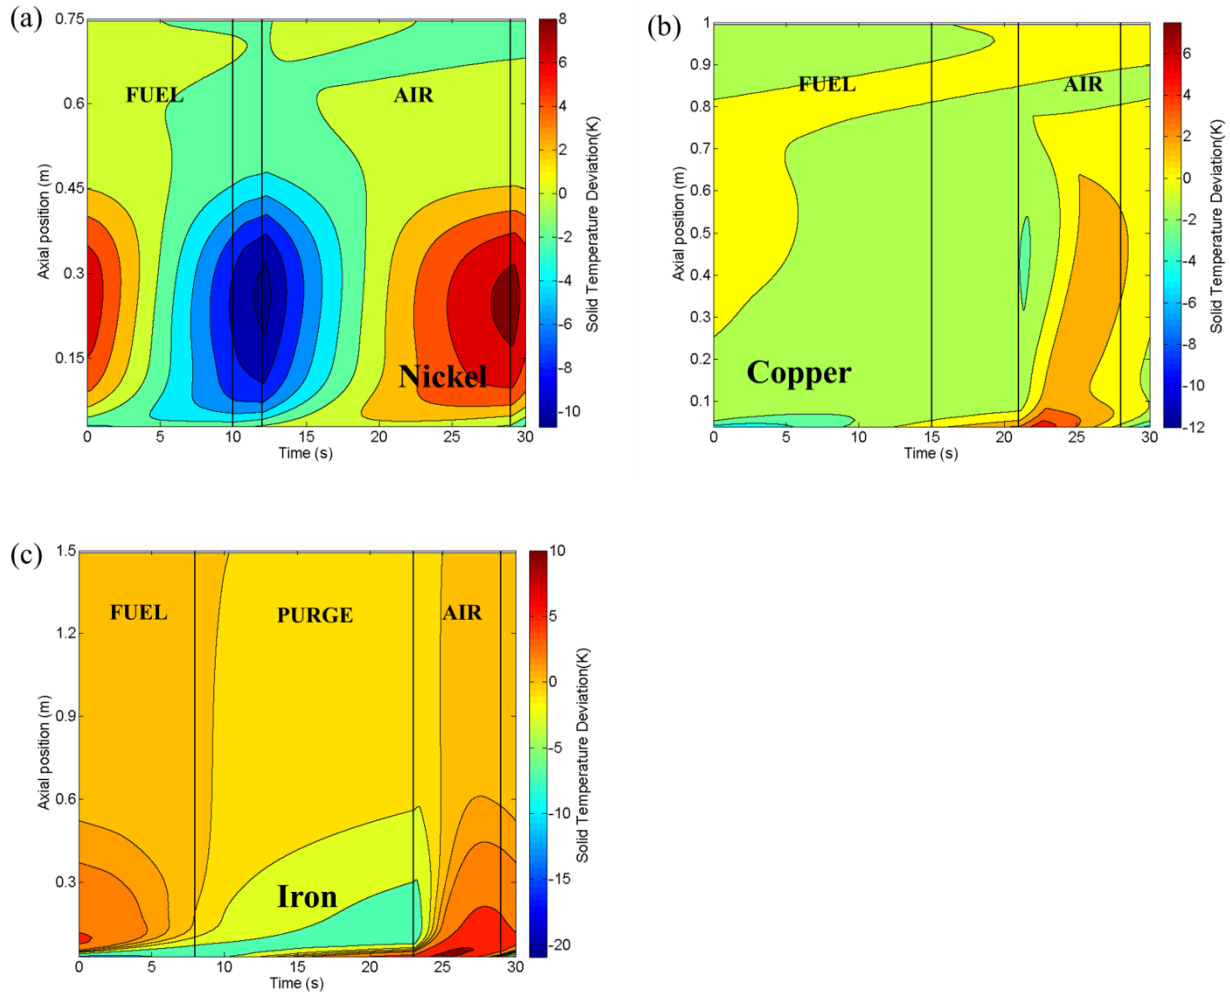 (a)
0.75
0.6
0.45
0.3
0.15
0 5 10 15 20 25 30
Axial position (m)
Time (s)
FUEL
AIR
Nickel
8
6
4
2
0
-2
-4
-6
-8
-10
Solid Temperature Deviation(K)
(b)
1
0.9
0.8
0.7
0.6
0.5
0.4
0.3
0.2
0.1
0 5 10 15 20 25 30
Axial position (m)
Time (s)
FUEL
AIR
Copper
6
4
2
0
-2
-4
-6
-8
-10
-12
Solid Temperature Deviation(K)
(c)
1.5
1.2
0.9
0.6
0.3
0 5 10 15 20 25 30
Axial position (m)
Time (s)
FUEL
PURGE
AIR
Iron
10
5
0
-5
-10
-15
-20
Solid Temperature Deviation(K)